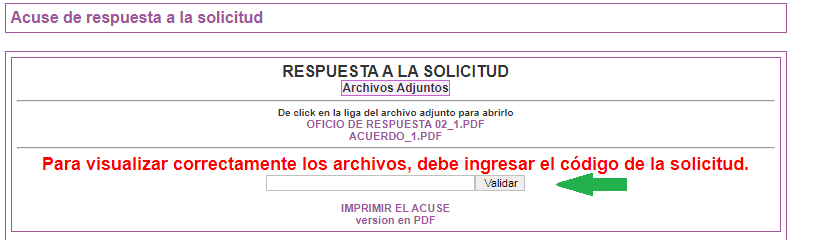 Acuse de respuesta a la solicitud
RESPUESTA A LA SOLICITUD
Archivos Adjuntos
De click en la liga del archivo adjunto para abrirlo
OFICIO DE RESPUESTA 02_1.PDF
ACUERDO_1.PDF
Para visualizar correctamente los archivos, debe ingresar el código de la solicitud.
Validar
IMPRIMIR EL ACUSE
version en PDF